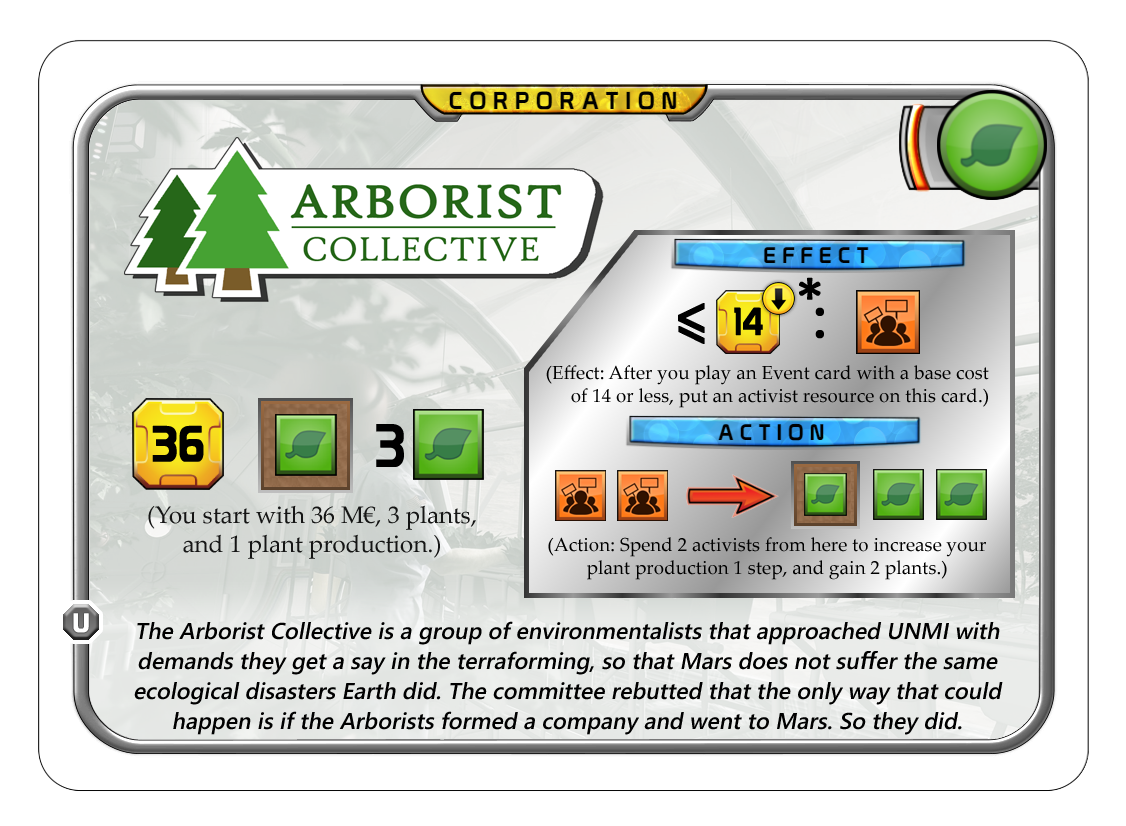 CORPORATION
ARBORIST
COLLECTIVE
EFFECT
≤ 14 * :
(Effect: After you play an Event card with a base cost
of 14 or less, put an activist resource on this card.)
ACTION
36 3
(You start with 36 M€, 3 plants,
and 1 plant production.)
(Action: Spend 2 activists from here to increase your
plant production 1 step, and gain 2 plants.)
U
The Arborist Collective is a group of environmentalists that approached UNMI with
demands they get a say in the terraforming, so that Mars does not suffer the same
ecological disasters Earth did. The committee rebutted that the only way that could
happen is if the Arborists formed a company and went to Mars. So they did.